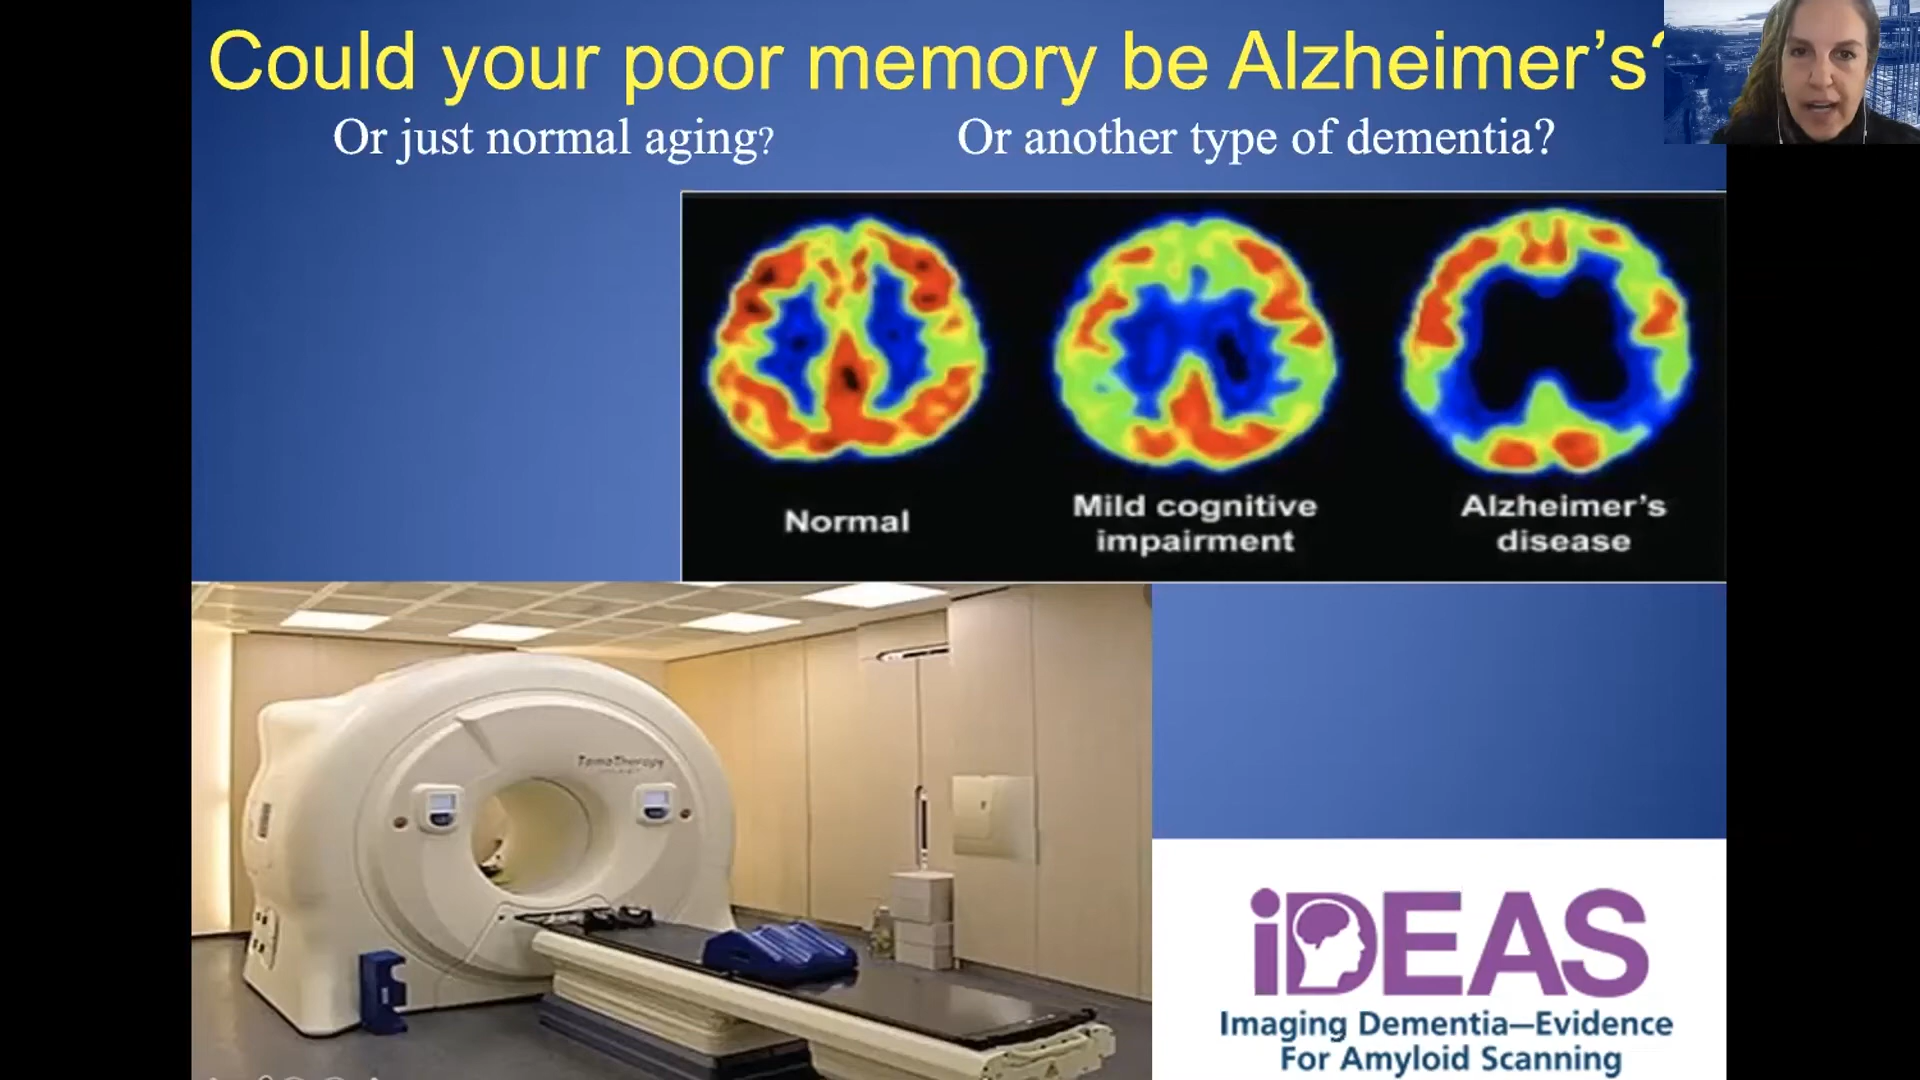 Could your poor memory be Alzheimer's?
Or just normal aging?
Or another type of dementia?
Normal
Mild cognitive
impairment
Alzheimer's
disease
TomoTherapy
iDEAS
Imaging Dementia—Evidence
For Amyloid Scanning